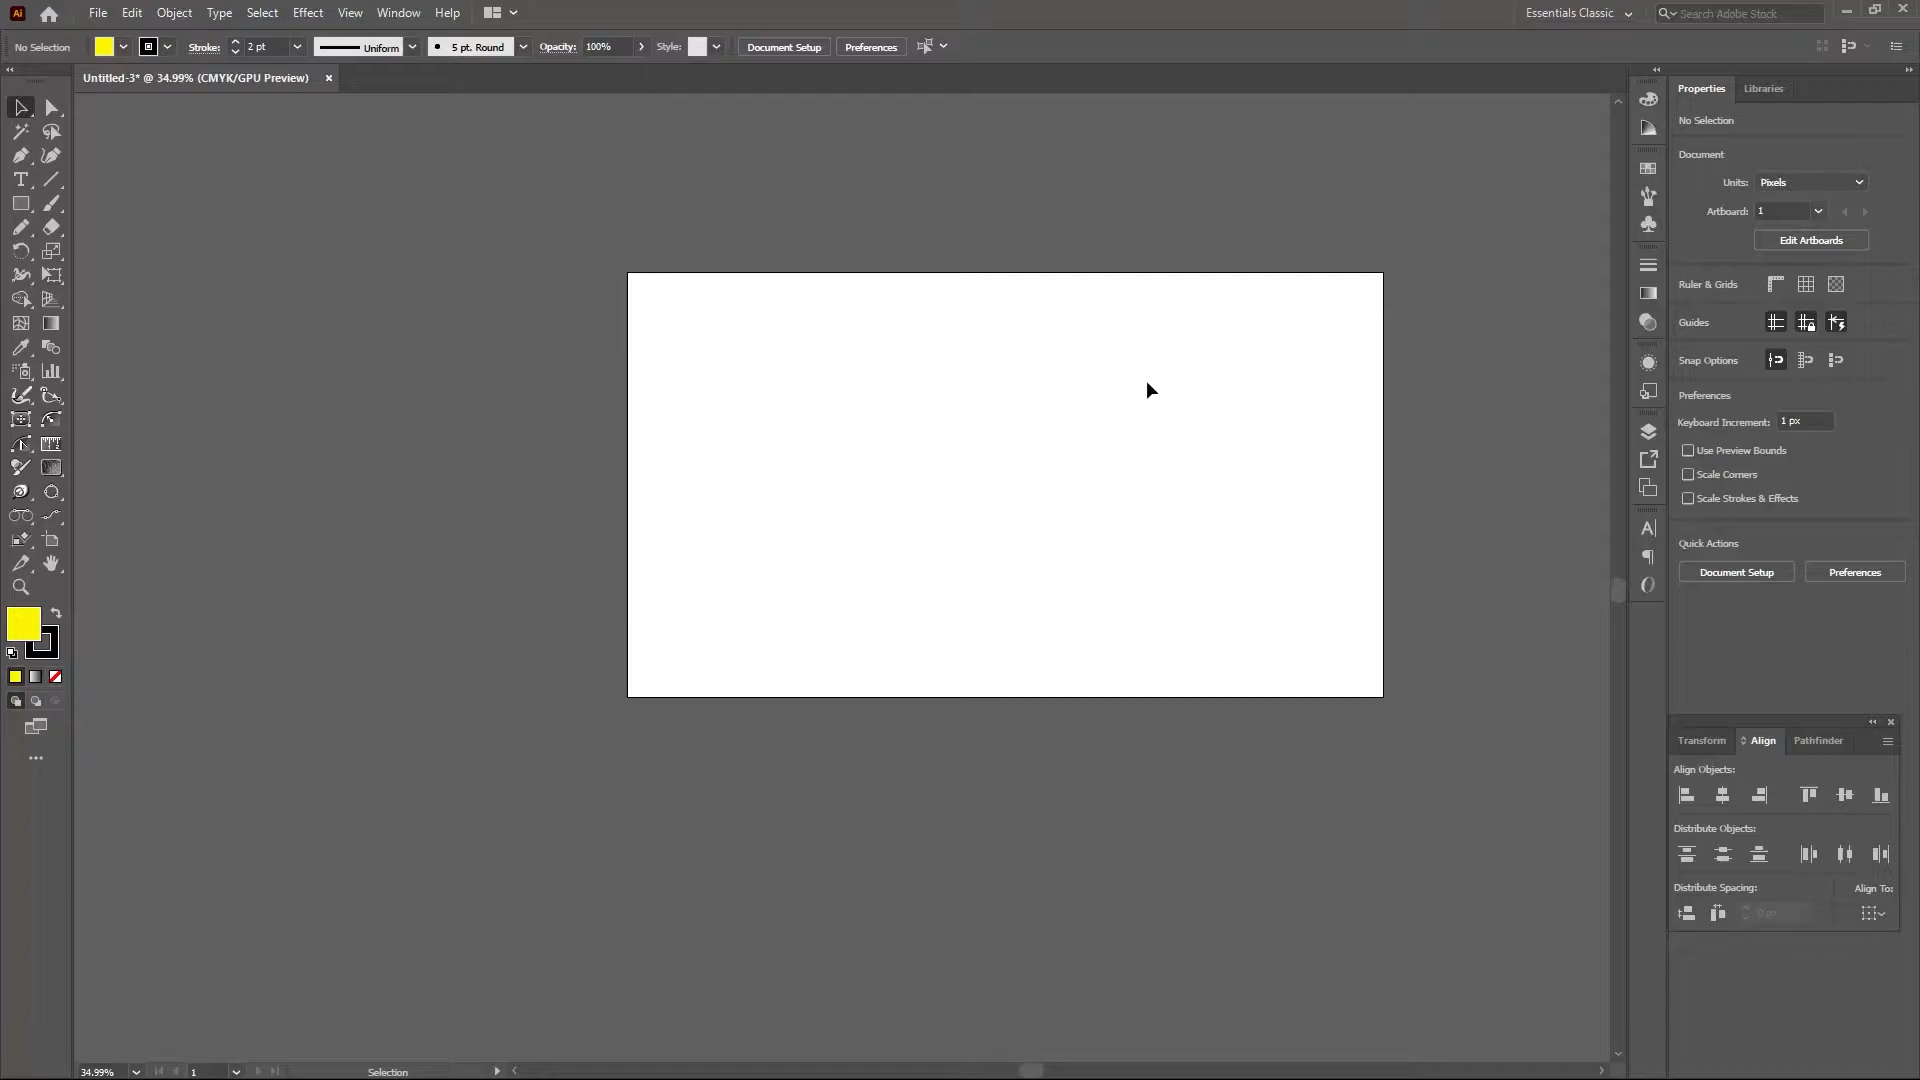 Ai File Edit Object Type Select Effect View Window Help Essentials Classic Search Adobe Stock
No Selection Stroke: 2 pt Uniform 5 pt. Round Opacity: 100% Style: Document Setup Preferences
Untitled-3* @ 34.99% (CMYK/GPU Preview)
Properties Libraries
No Selection
Document
Units: Pixels
Artboard: 1
Edit Artboards
Ruler & Grids
Guides
Snap Options
Preferences
Keyboard Increment: 1 px
Use Preview Bounds
Scale Corners
Scale Strokes & Effects
Quick Actions
Document Setup Preferences
Transform Align Pathfinder
Align Objects:
Distribute Objects:
Distribute Spacing: Align To:
0 px
34.99% 1 Selection